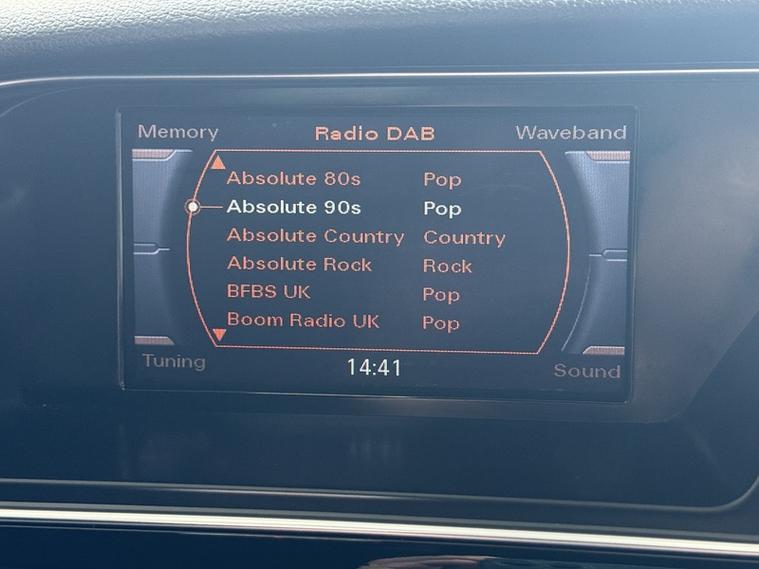 Memory Radio DAB Waveband
Absolute 80s Pop
Absolute 90s Pop
Absolute Country Country
Absolute Rock Rock
BFBS UK Pop
Boom Radio UK Pop
Tuning 14:41 Sound